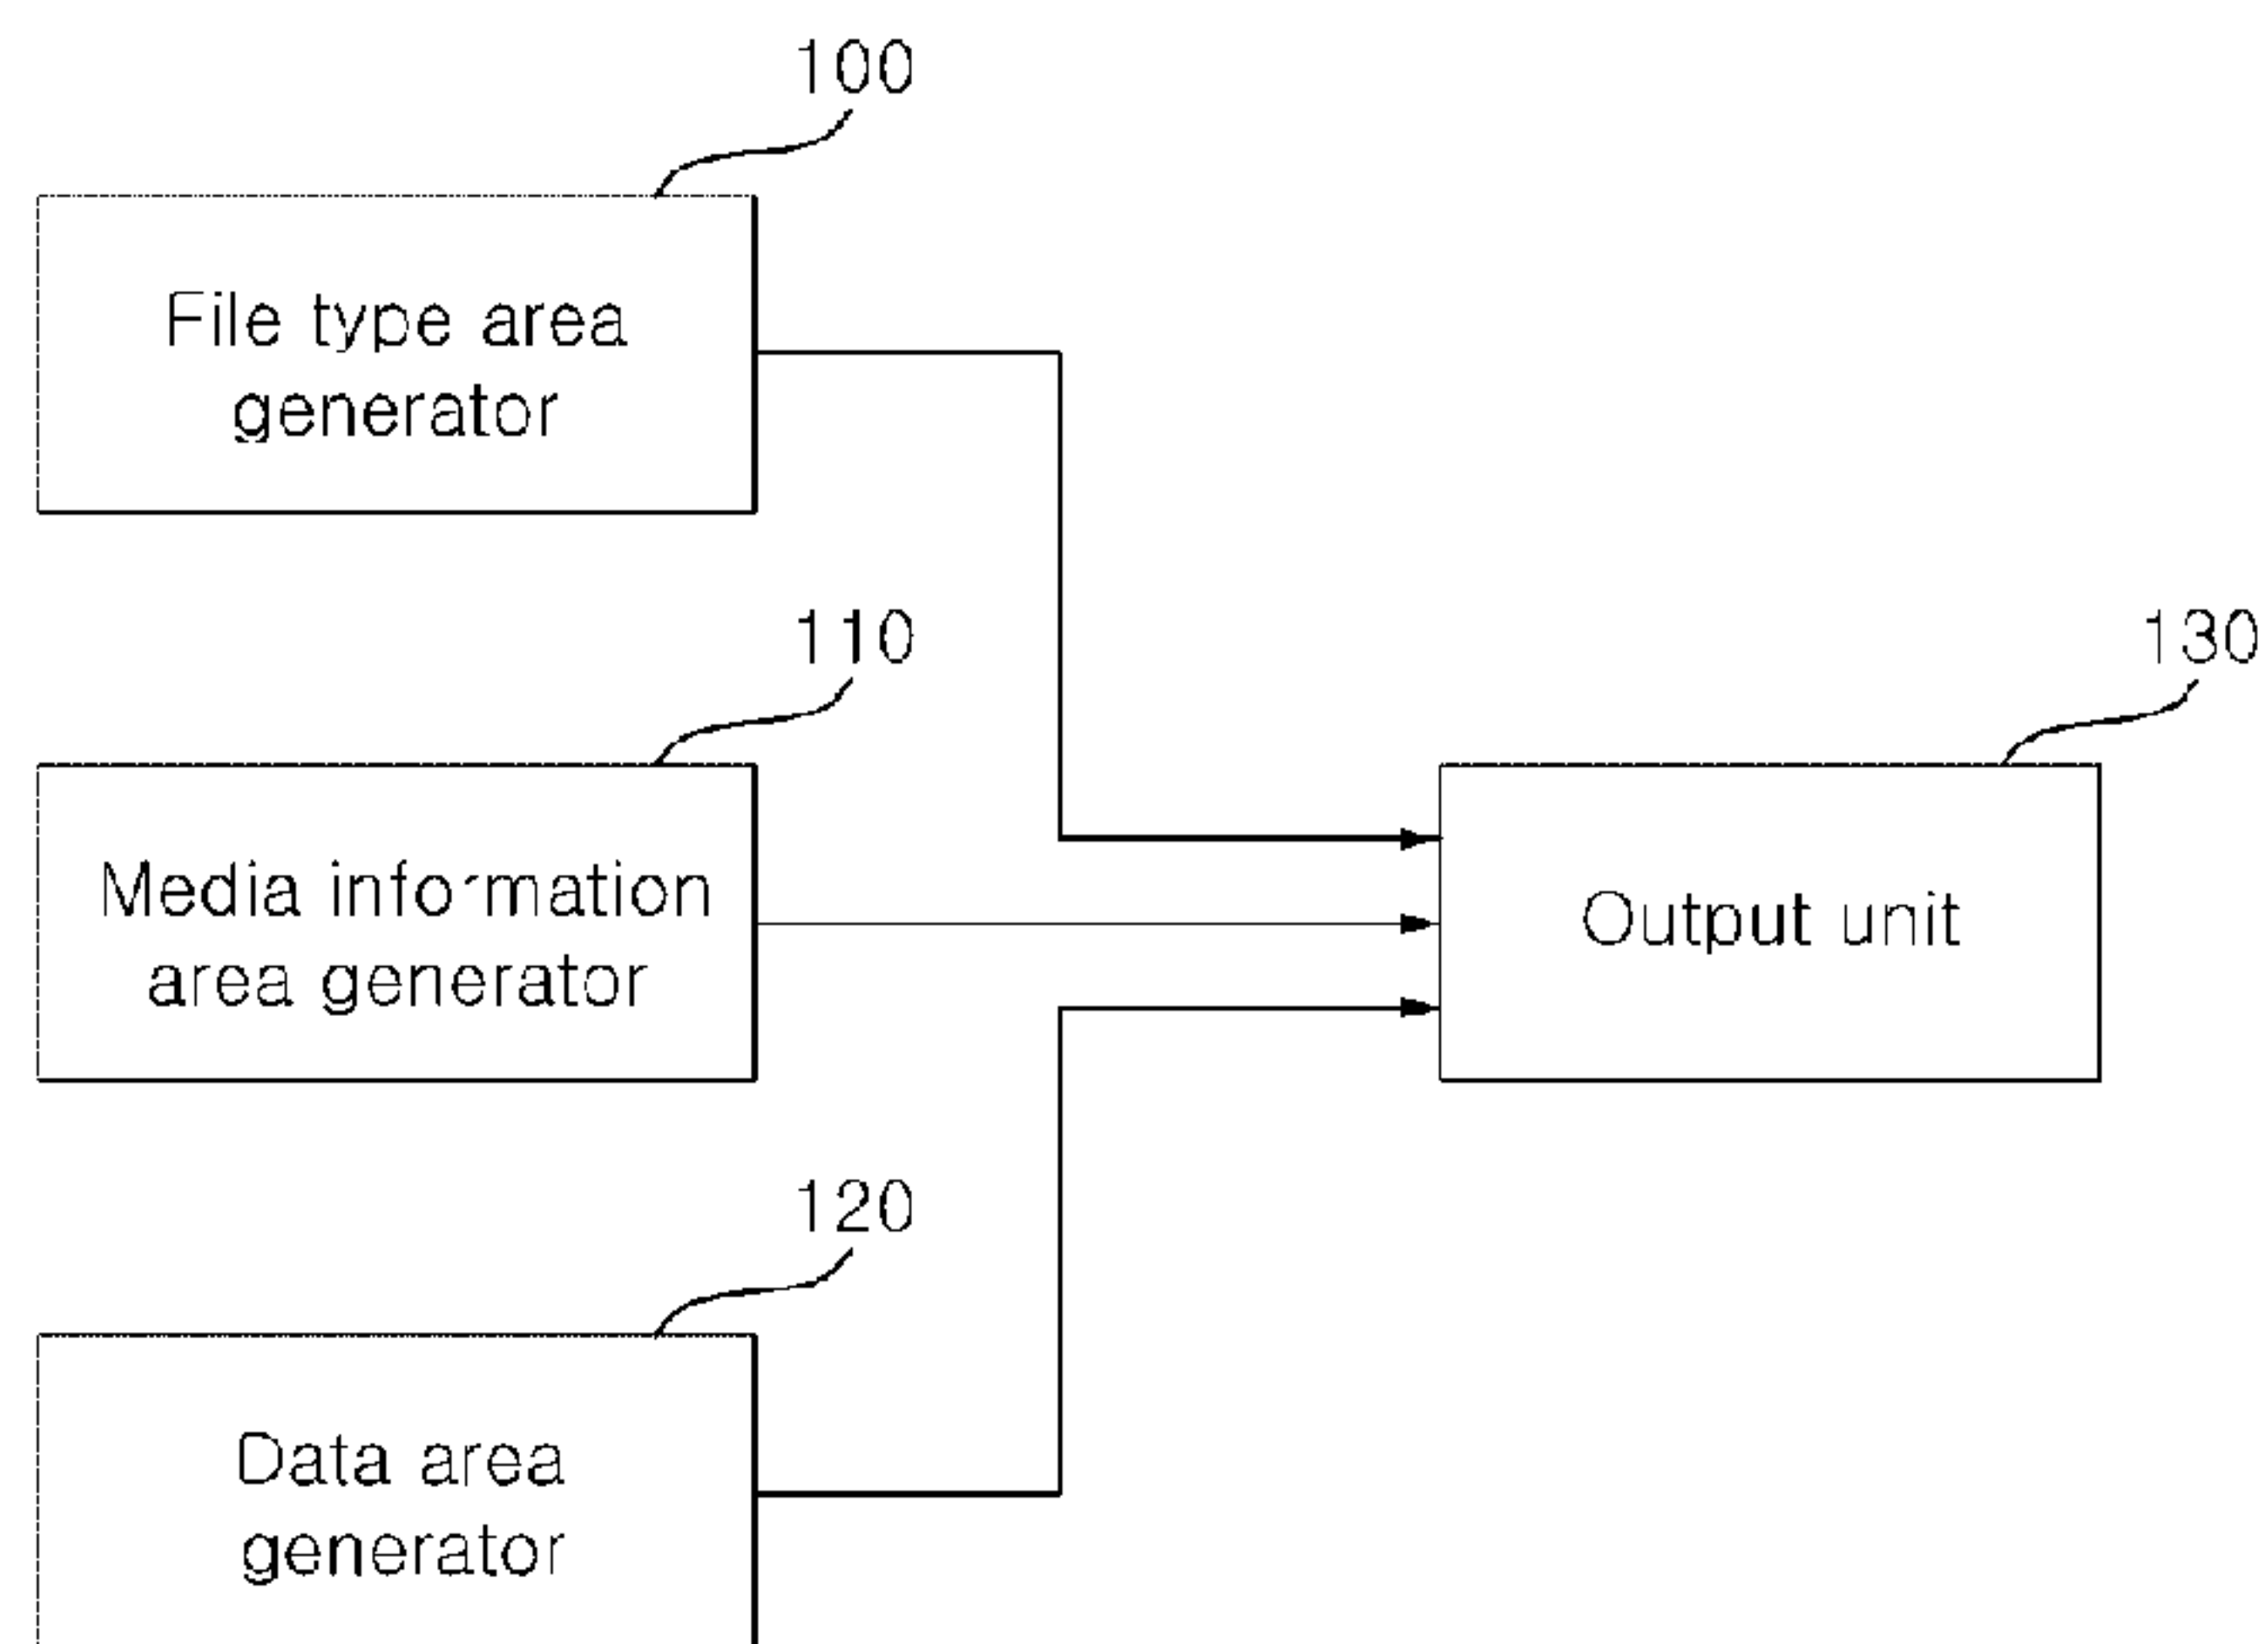 100
File type area
generator
110
130
Media information
area generator
Output unit
120
Data area
generator